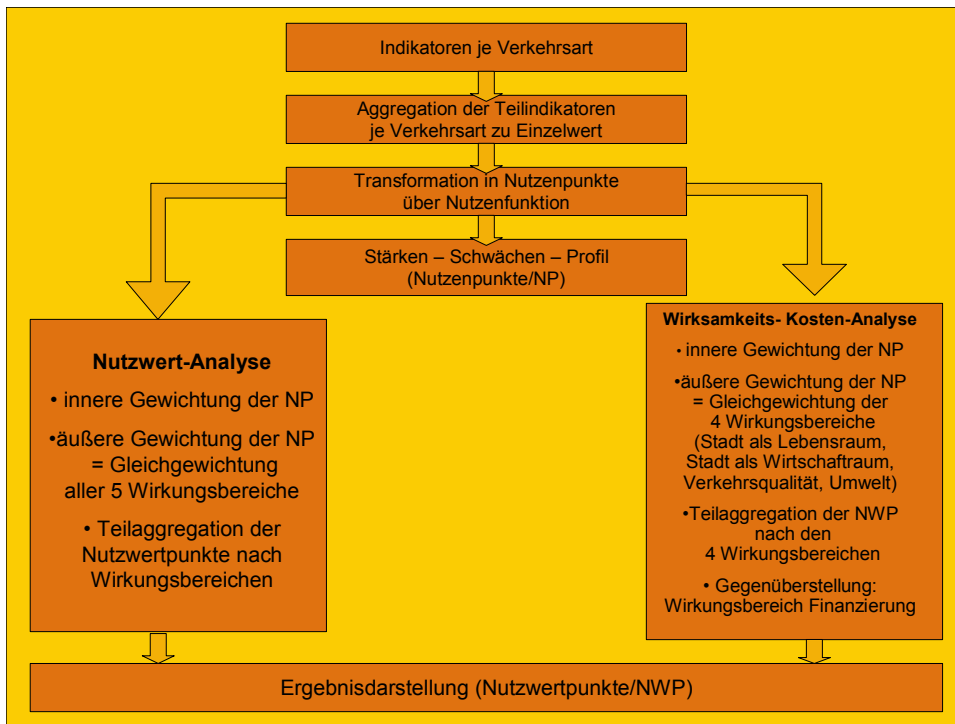 Indikatoren je Verkehrsart
Aggregation der Teilindikatoren
je Verkehrsart zu Einzelwert
Transformation in Nutzenpunkte
über Nutzenfunktion
Stärken – Schwächen – Profil
(Nutzenpunkte/NP)
Nutzwert-Analyse
• innere Gewichtung der NP
•äußere Gewichtung der NP
= Gleichgewichtung
aller 5 Wirkungsbereiche
• Teilaggregation der
Nutzwertpunkte nach
Wirkungsbereichen
Wirksamkeits- Kosten-Analyse
• innere Gewichtung der NP
•äußere Gewichtung der NP
= Gleichgewichtung der
4 Wirkungsbereiche
(Stadt als Lebensraum,
Stadt als Wirtschaftraum,
Verkehrsqualität, Umwelt)
•Teilaggregation der NWP
nach den
4 Wirkungsbereichen
• Gegenüberstellung:
Wirkungsbereich Finanzierung
Ergebnisdarstellung (Nutzwertpunkte/NWP)